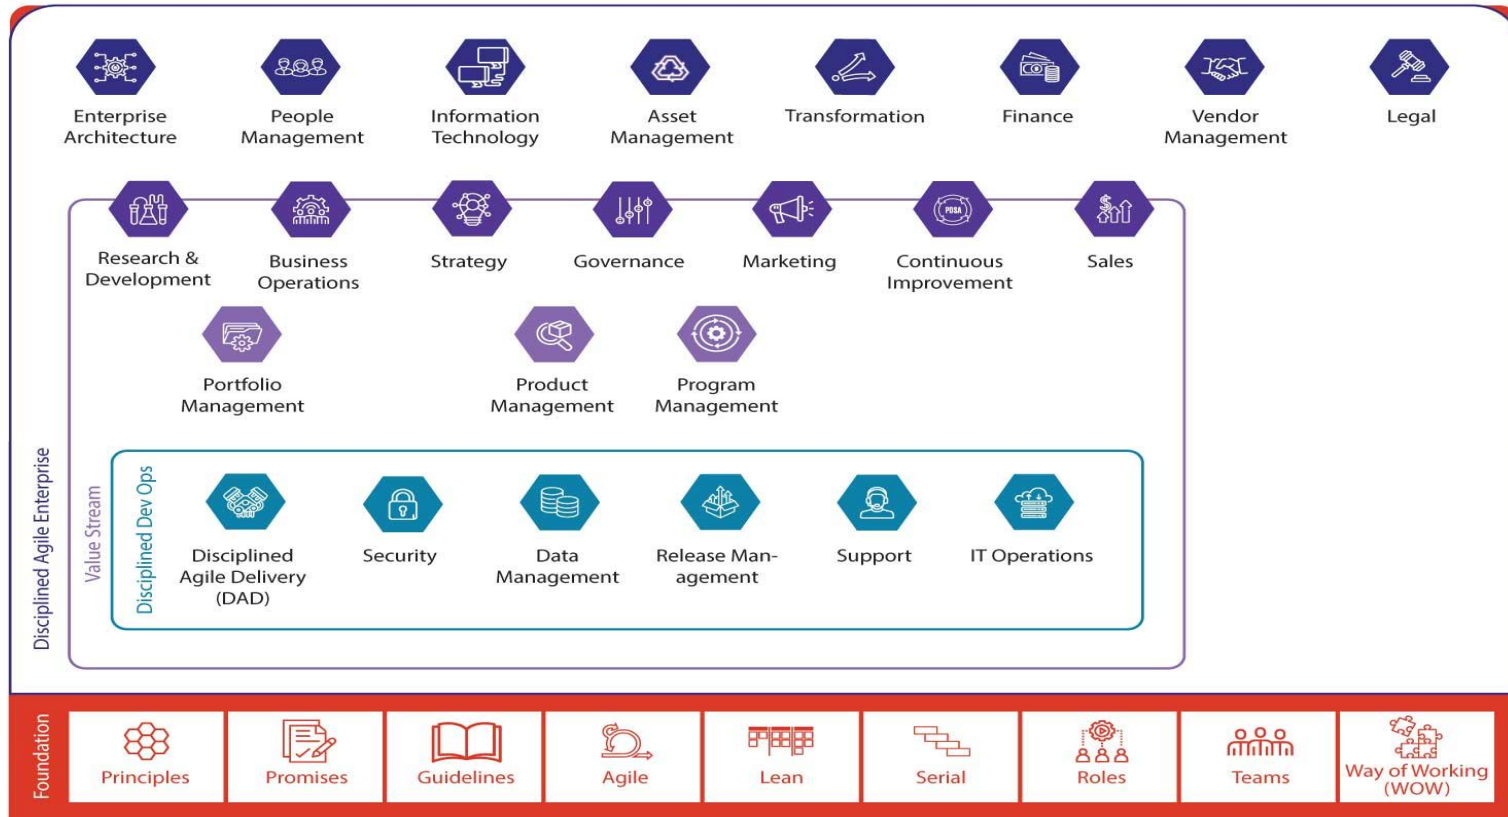 Enterprise
Architecture
People
Management
Information
Technology
Asset
Management
Transformation
Finance
Vendor
Management
Legal
Research &
Development
Business
Operations
Strategy
Governance
Marketing
PDSA
Continuous
Improvement
$
Sales
Portfolio
Management
Product
Management
Program
Management
Disciplined Agile Enterprise
Value Stream
Disciplined Dev Ops
Disciplined
Agile Delivery
(DAD)
Security
Data
Management
Release Man-
agement
Support
IT Operations
Foundation
Principles
Promises
Guidelines
Agile
Lean
Serial
Roles
Teams
Way of Working
(WOW)